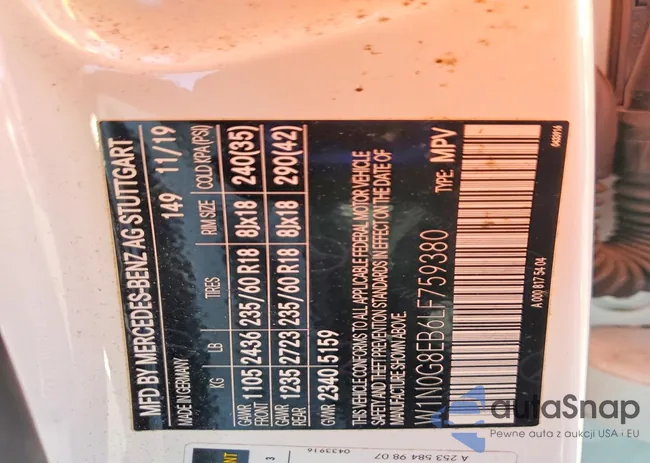 MFD BY MERCEDES-BENZ AG STUTTGART
MADE IN GERMANY 149 11/19
KG LB TIRES RIM SIZE COLD KPA (PSI)
GAWR FRONT 1105 2436 235/60 R18 8Jx18 240(35)
GAWR REAR 1235 2723 235/60 R18 8Jx18 290(42)
GVWR 2340 5159
THIS VEHICLE CONFORMS TO ALL APPLICABLE FEDERAL MOTOR VEHICLE
SAFETY AND THEFT PREVENTION STANDARDS IN EFFECT ON THE DATE OF
MANUFACTURE SHOWN ABOVE.
W1N0G8EB6LF759380 TYPE: MPV
A 000 817 54 04
0433916
A 253 584 98 07
0433916
3
autaSnap
Pewne auta z aukcji USA i EU